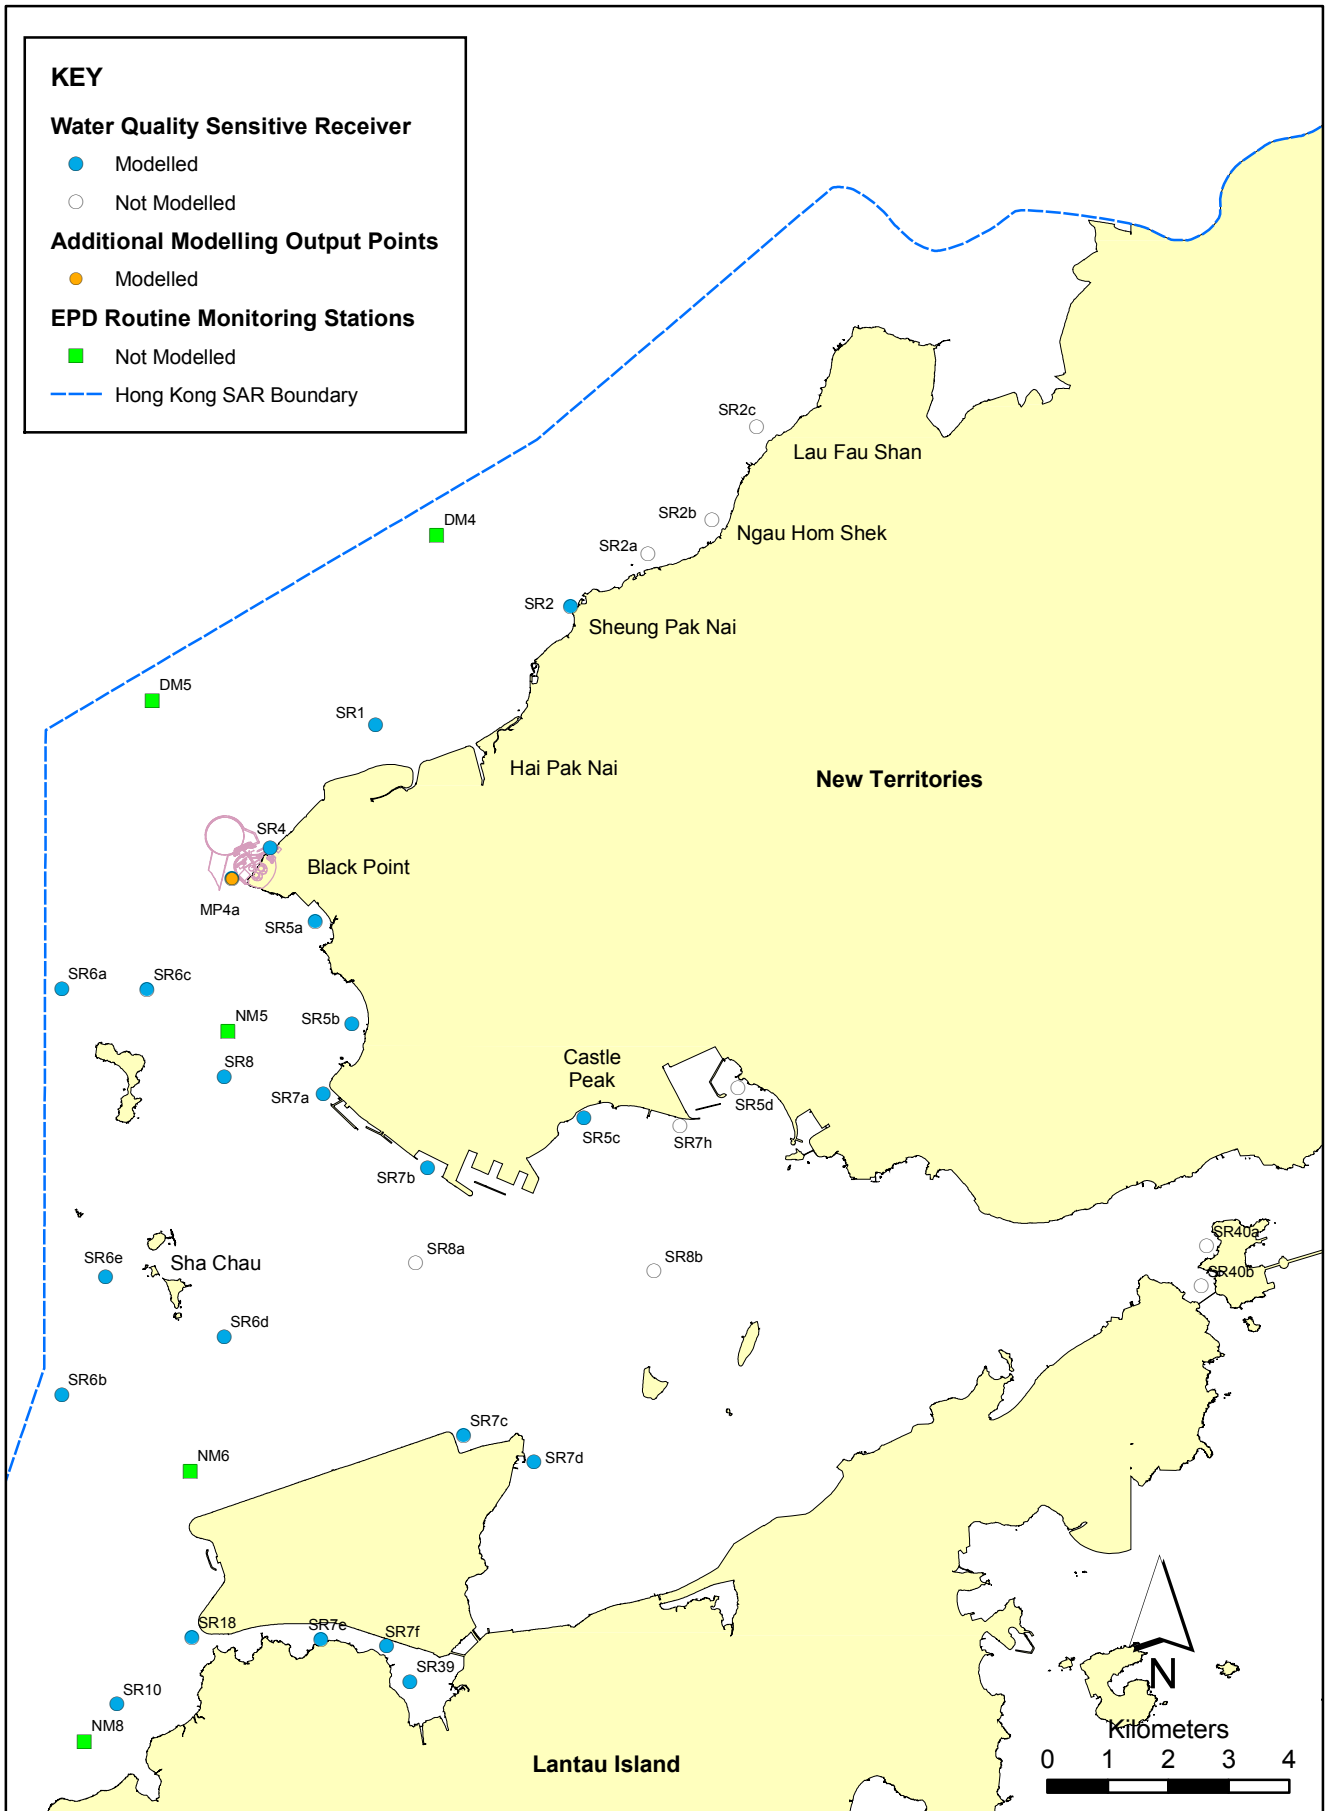 KEY
Water Quality Sensitive Receiver
Modelled
Not Modelled
Additional Modelling Output Points
Modelled
EPD Routine Monitoring Stations
Not Modelled
Hong Kong SAR Boundary
SR2c
Lau Fau Shan
DM4
SR2b
Ngau Hom Shek
SR2a
SR2
Sheung Pak Nai
DM5
SR1
Hai Pak Nai
New Territories
SR4
Black Point
MP4a
SR5a
SR6a
SR6c
NM5
SR5b
SR8
Castle
Peak
SR7a
SR5d
SR5c
SR7h
SR7b
SR40a
SR8a
SR8b
Sha Chau
SR6e
SR40b
SR6d
SR6b
SR7c
SR7d
NM6
SR18
SR7e
SR7f
SR39
SR10
NM8
N
Kilometers
Lantau Island
0 1 2 3 4